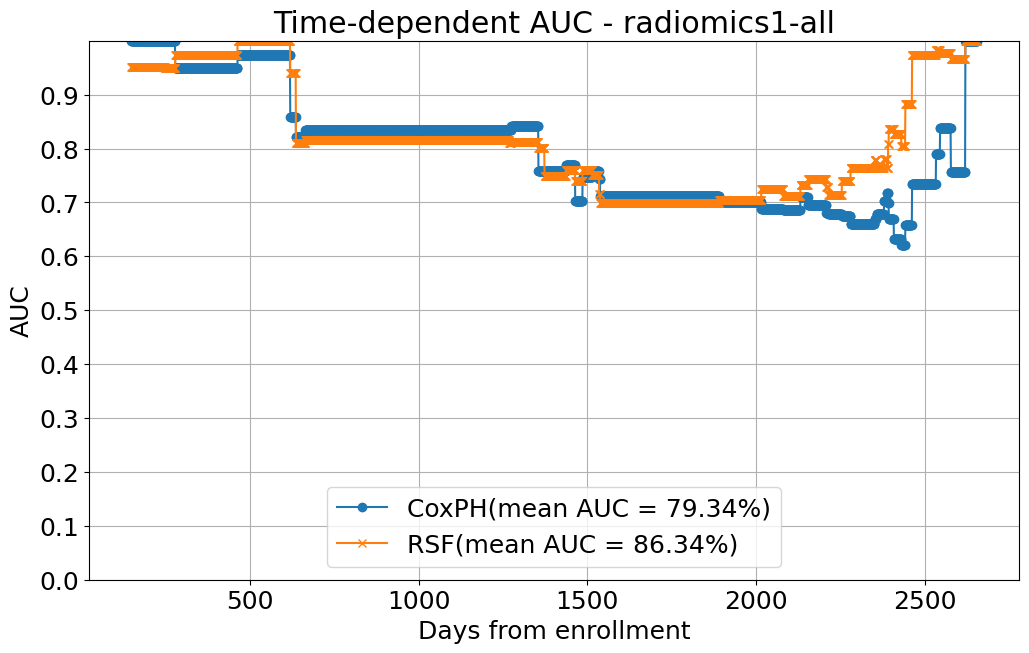 Time-dependent AUC - radiomics1-all
AUC
0.9
0.8
0.7
0.6
0.5
0.4
0.3
0.2
0.1
0.0
CoxPH(mean AUC = 79.34%)
RSF(mean AUC = 86.34%)
500 1000 1500 2000 2500
Days from enrollment